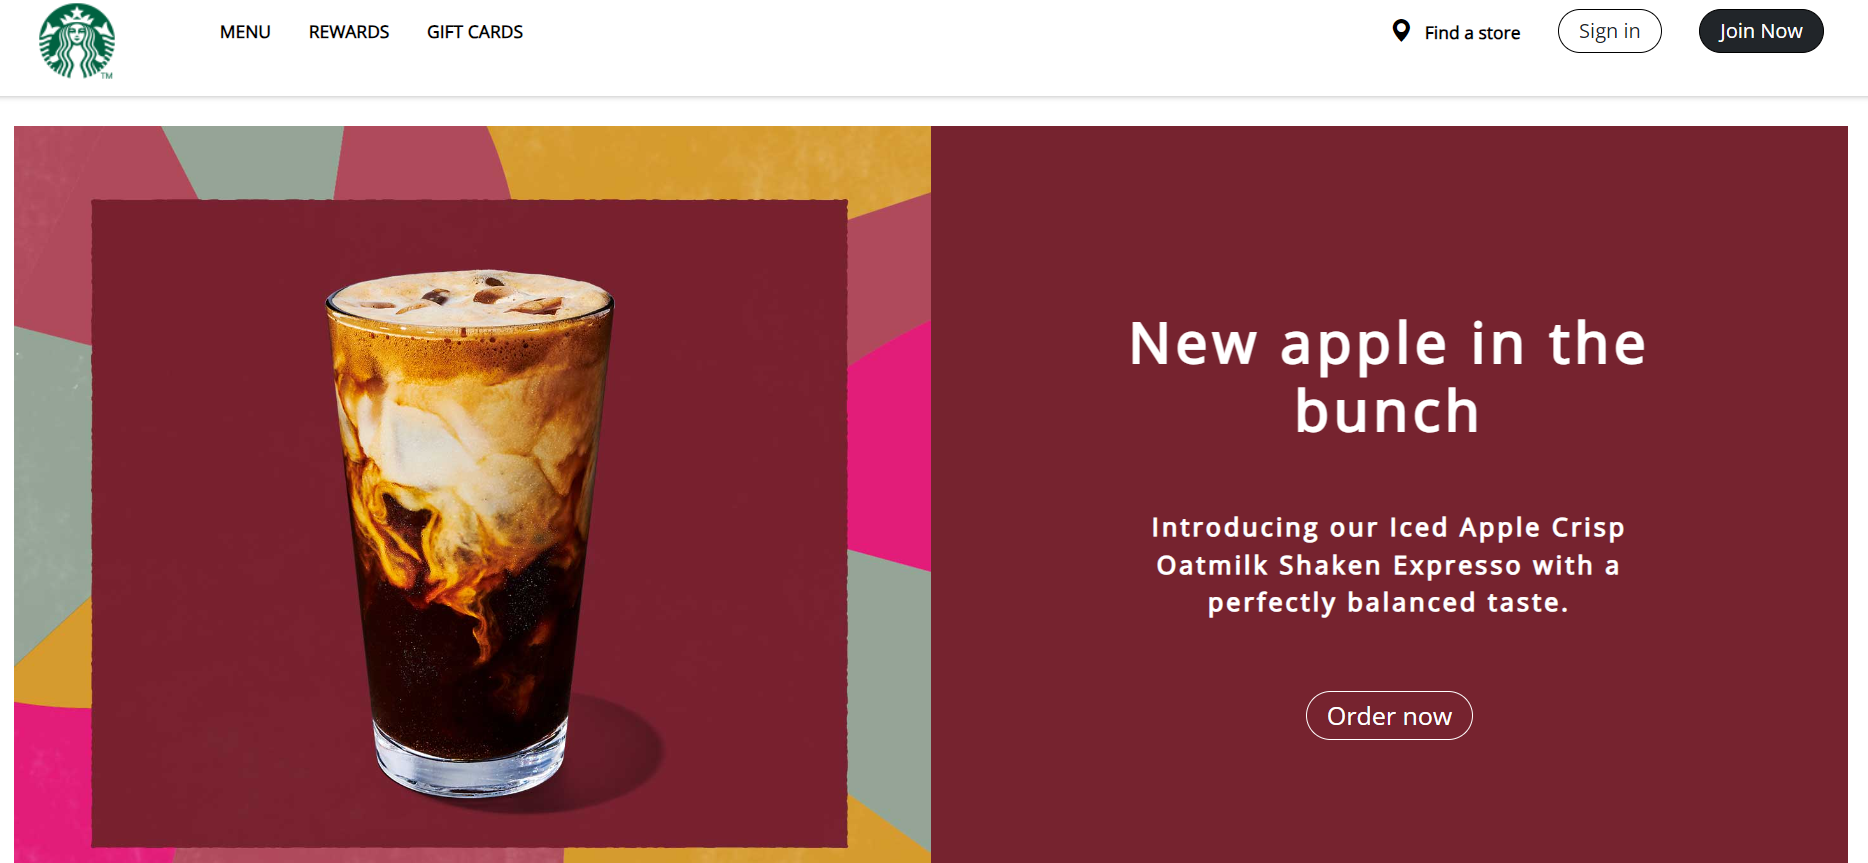 MENU REWARDS GIFT CARDS Find a store Sign in Join Now
TM
New apple in the
bunch
Introducing our Iced Apple Crisp
Oatmilk Shaken Expresso with a
perfectly balanced taste.
Order now